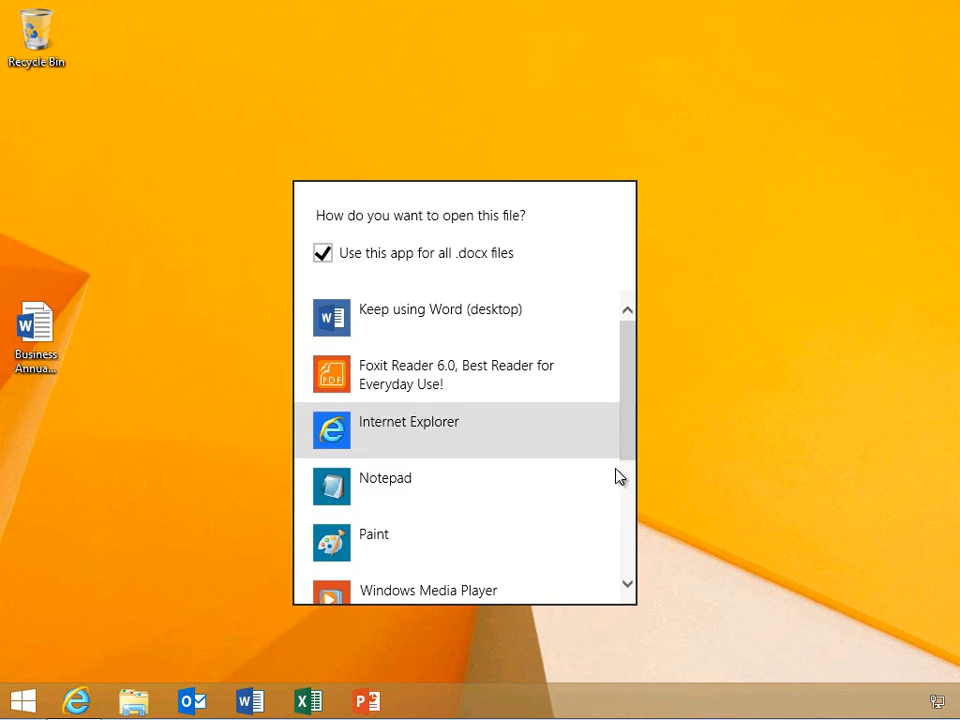 Recycle Bin
How do you want to open this file?
Use this app for all .docx files
Keep using Word (desktop)
Foxit Reader 6.0, Best Reader for
Everyday Use!
Internet Explorer
Notepad
Paint
Windows Media Player
Business
Annua...